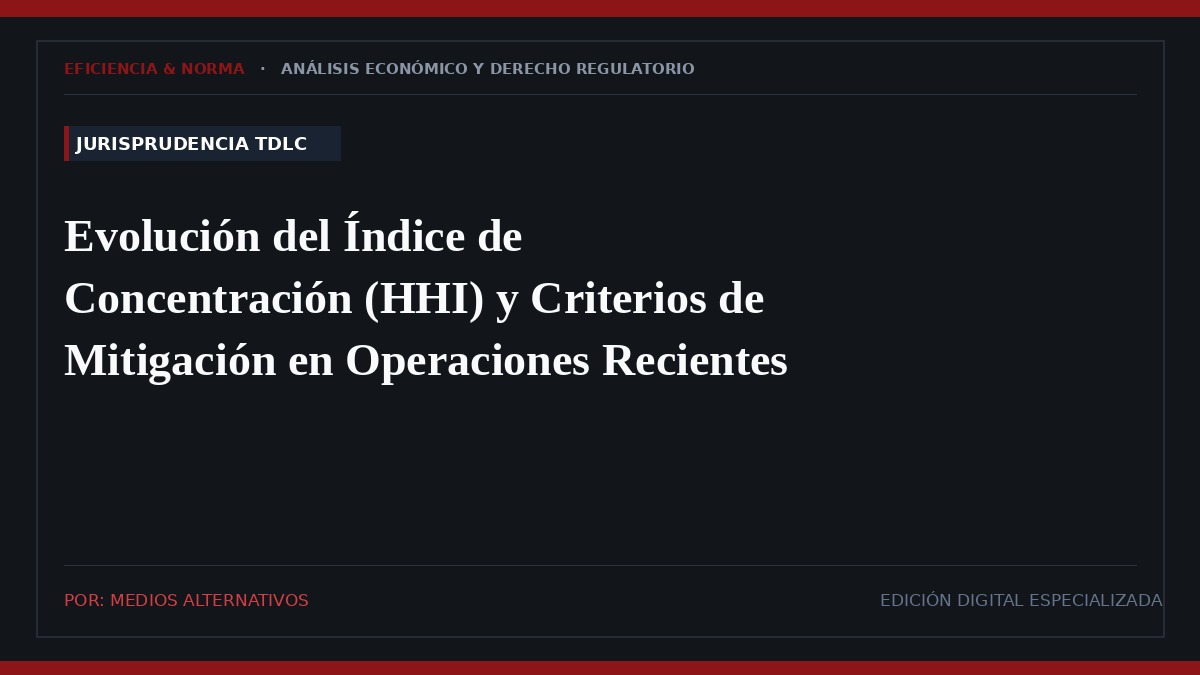 EFICIENCIA & NORMA · ANÁLISIS ECONÓMICO Y DERECHO REGULATORIO
JURISPRUDENCIA TDLC
Evolución del Índice de
Concentración (HHI) y Criterios de
Mitigación en Operaciones Recientes
POR: MEDIOS ALTERNATIVOS
EDICIÓN DIGITAL ESPECIALIZADA